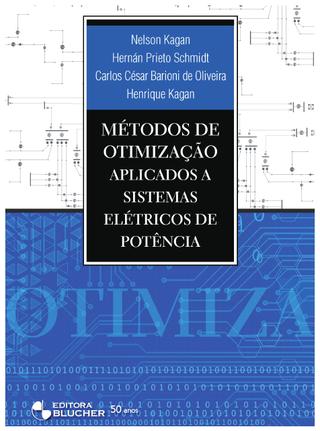 Nelson Kagan
Hernán Prieto Schmidt
Carlos César Barioni de Oliveira
Henrique Kagan
MÉTODOS DE
OTIMIZAÇÃO
APLICADOS A
SISTEMAS
ELÉTRICOS DE
POTÊNCIA
OTIMIZA
EDITORA
BLUCHER
50 anos